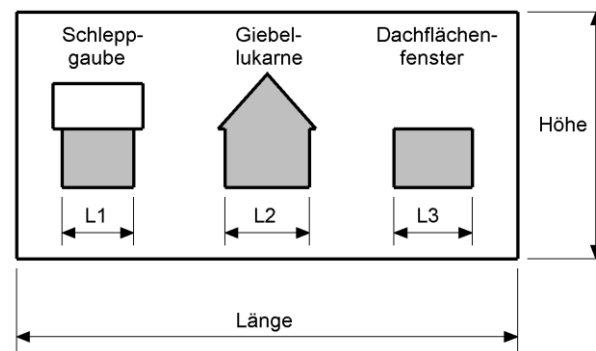 Schlepp-
gaube
Giebel-
lukarne
Dachflächen-
fenster
Höhe
L1
L2
L3
Länge